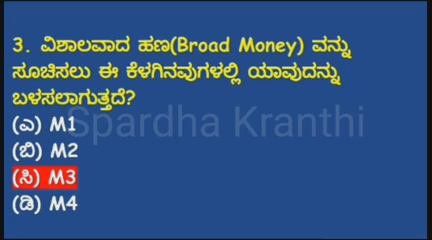 3. ವಿಶಾಲವಾದ ಹಣ(Broad Money) ವನ್ನು
ಸೂಚಿಸಲು ಈ ಕೆಳಗಿನವುಗಳಲ್ಲಿ ಯಾವುದನ್ನು
ಬಳಸಲಾಗುತ್ತದೆ?
Spardha Kranthi
(ಎ) M1
(ಬಿ) M2
(ಸಿ) M3
(ಡಿ) M4